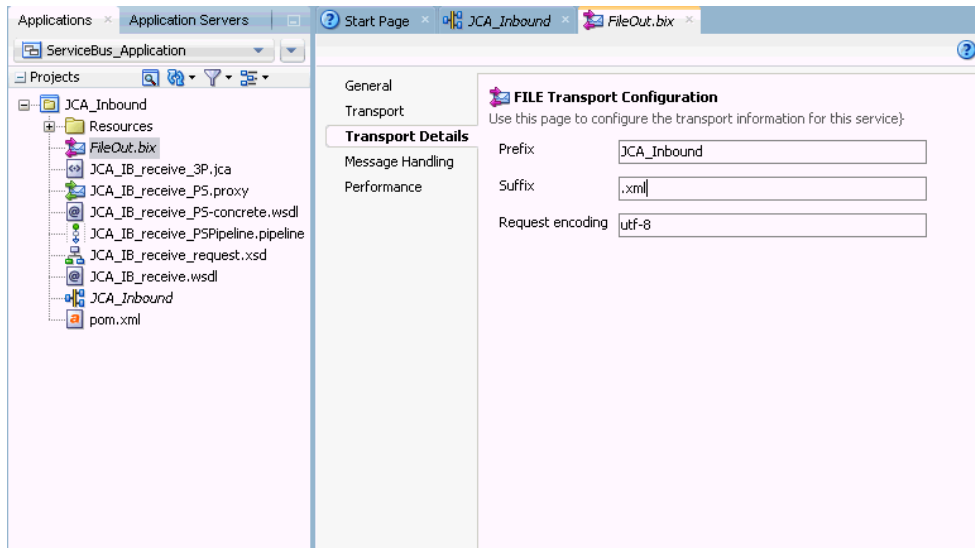 Applications
Application Servers
Start Page
JCA_Inbound
FileOut.bix
ServiceBus_Application
Projects
JCA_Inbound
Resources
FileOut.bix
JCA_IB_receive_3P.jca
JCA_IB_receive_PS.proxy
JCA_IB_receive_PS-concrete.wsdl
JCA_IB_receive_PSPipeline.pipeline
JCA_IB_receive_request.xsd
JCA_IB_receive.wsdl
JCA_Inbound
pom.xml
General
Transport
Transport Details
Message Handling
Performance
FILE Transport Configuration
Use this page to configure the transport information for this service}
Prefix JCA_Inbound
Suffix .xml
Request encoding utf-8